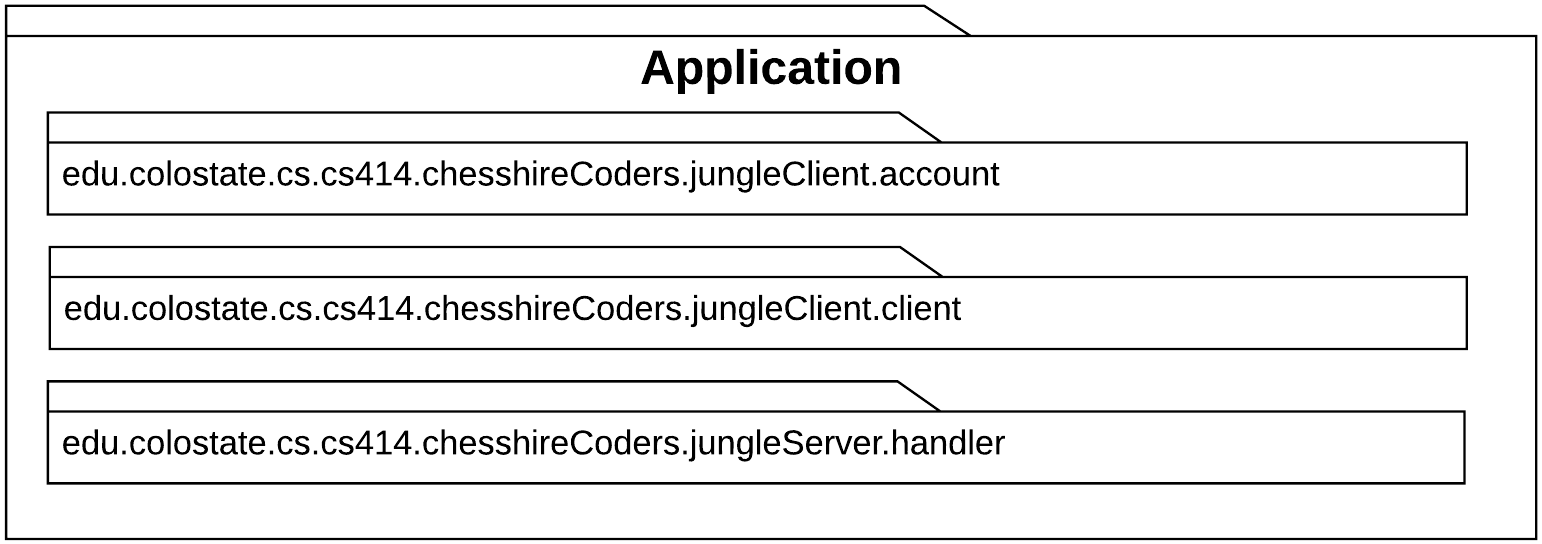 Application
edu.colostate.cs.cs414.chesshireCoders.jungleClient.account
edu.colostate.cs.cs414.chesshireCoders.jungleClient.client
edu.colostate.cs.cs414.chesshireCoders.jungleServer.handler